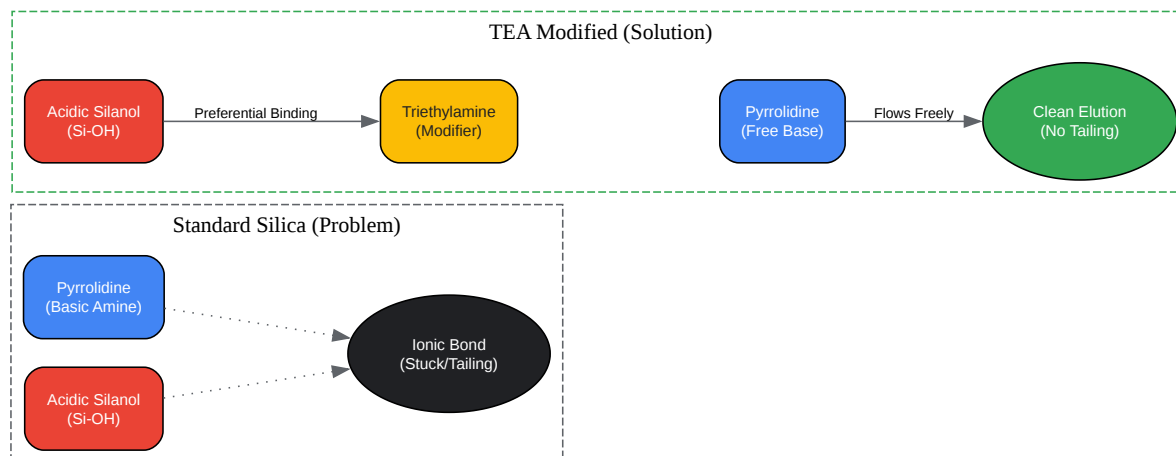 TEA Modified (Solution)
Acidic Silanol
(Si-OH)
Preferential Binding
Triethylamine
(Modifier)
Pyrrolidine
(Free Base)
Flows Freely
Clean Elution
(No Tailing)
Standard Silica (Problem)
Pyrrolidine
(Basic Amine)
Ionic Bond
(Stuck/Tailing)
Acidic Silanol
(Si-OH)